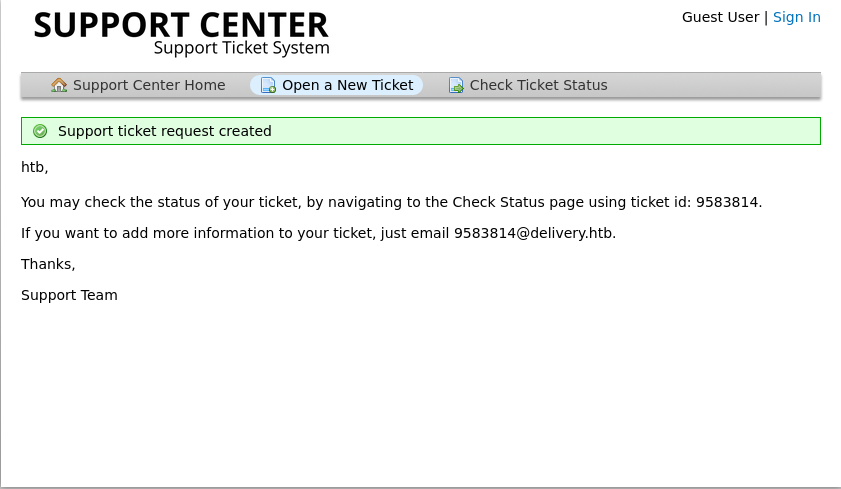 SUPPORT CENTER
Support Ticket System
Guest User | Sign In
Support Center Home Open a New Ticket Check Ticket Status
Support ticket request created
htb,
You may check the status of your ticket, by navigating to the Check Status page using ticket id: 9583814.
If you want to add more information to your ticket, just email 9583814@delivery.htb.
Thanks,
Support Team